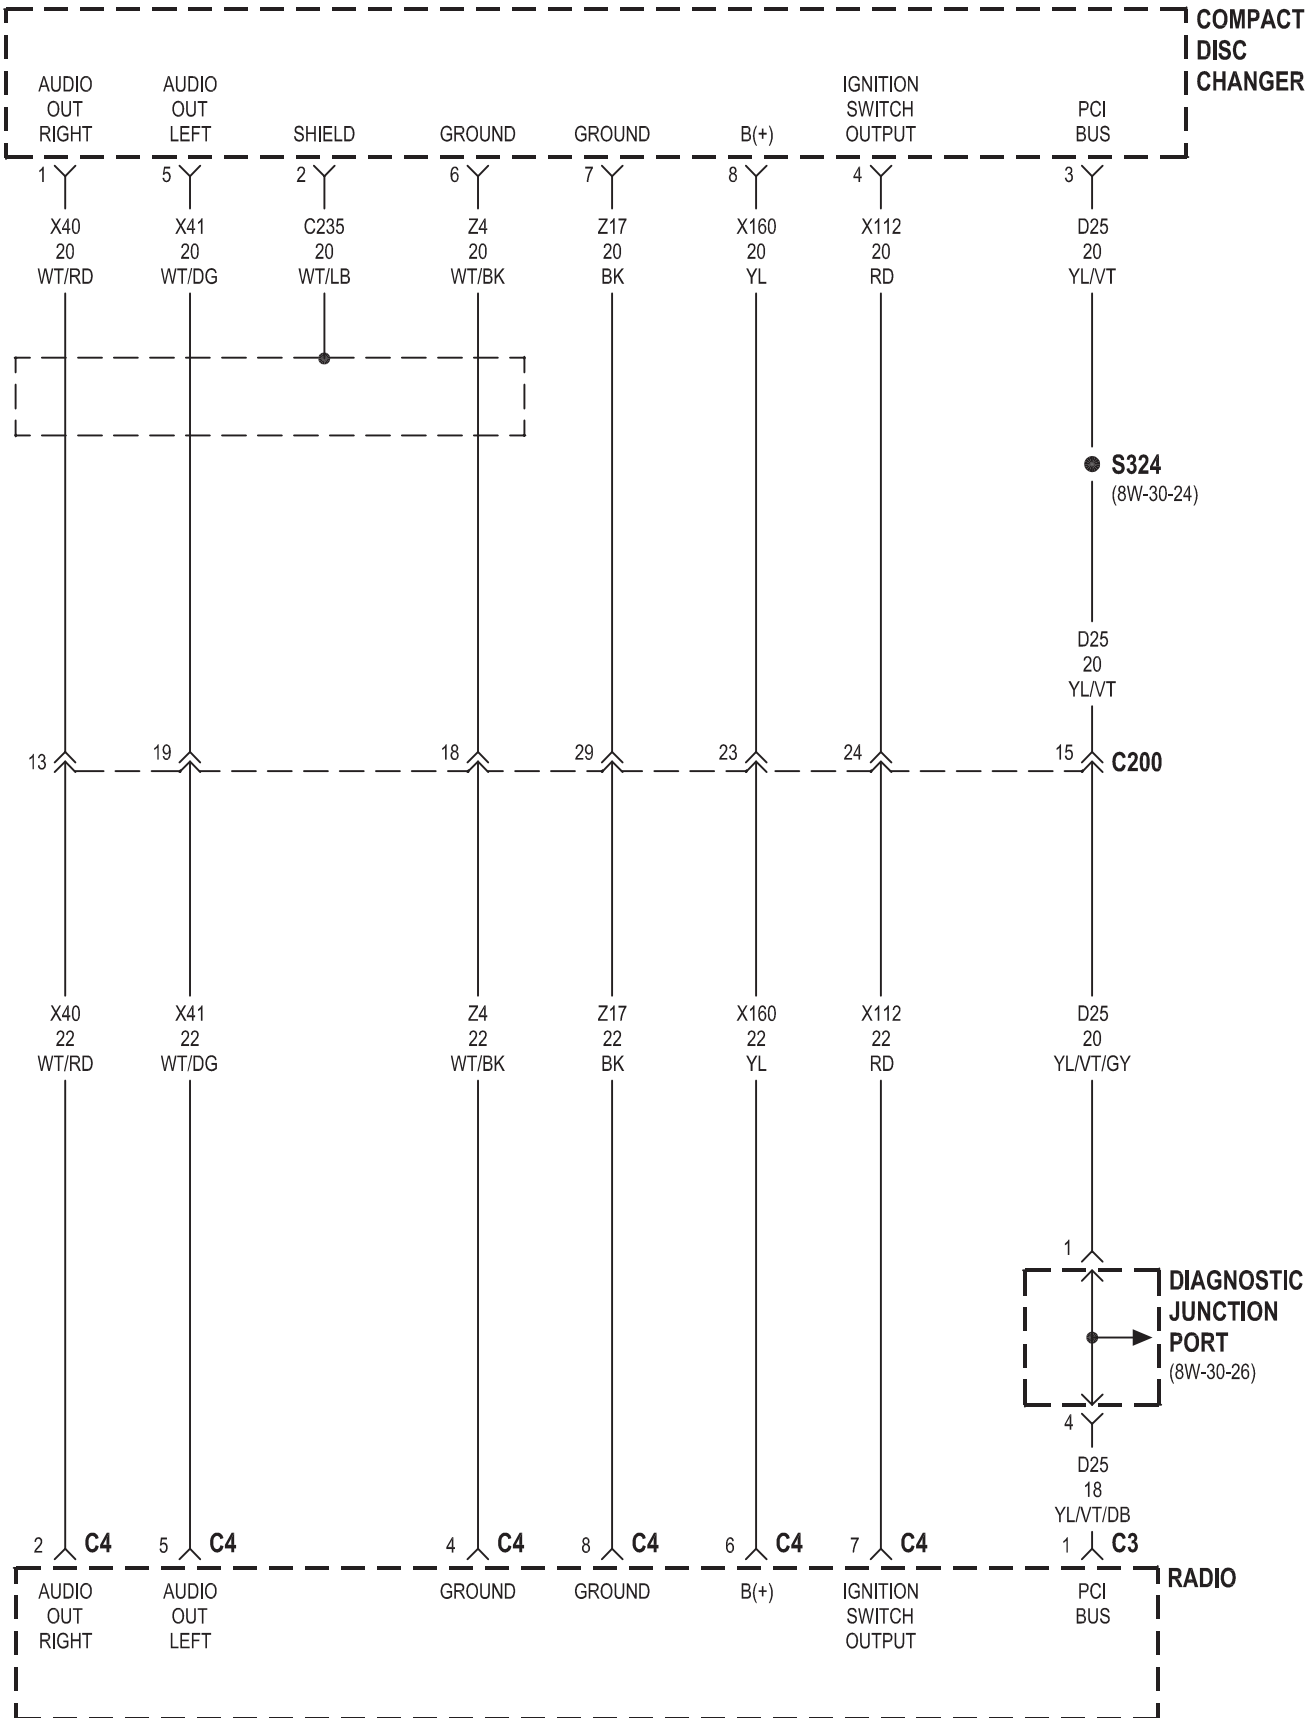 COMPACT
DISC
CHANGER
AUDIO
OUT
RIGHT
AUDIO
OUT
LEFT
SHIELD
GROUND
GROUND
B(+)
IGNITION
SWITCH
OUTPUT
PCI
BUS
1 5 2 6 7 8 4 3
X40 X41 C235 Z4 Z17 X160 X112 D25
20 20 20 20 20 20 20 20
WT/RD WT/DG WT/LB WT/BK BK YL RD YL/VT
S324
(8W-30-24)
D25
20
YL/VT
13 19 18 29 23 24 15 C200
X40 X41 Z4 Z17 X160 X112 D25
22 22 22 22 22 22 20
WT/RD WT/DG WT/BK BK YL RD YL/VT/GY
1
DIAGNOSTIC
JUNCTION
PORT
(8W-30-26)
4
D25
18
YL/VT/DB
2 C4 5 C4 4 C4 8 C4 6 C4 7 C4 1 C3
RADIO
AUDIO
OUT
RIGHT
AUDIO
OUT
LEFT
GROUND
GROUND
B(+)
IGNITION
SWITCH
OUTPUT
PCI
BUS